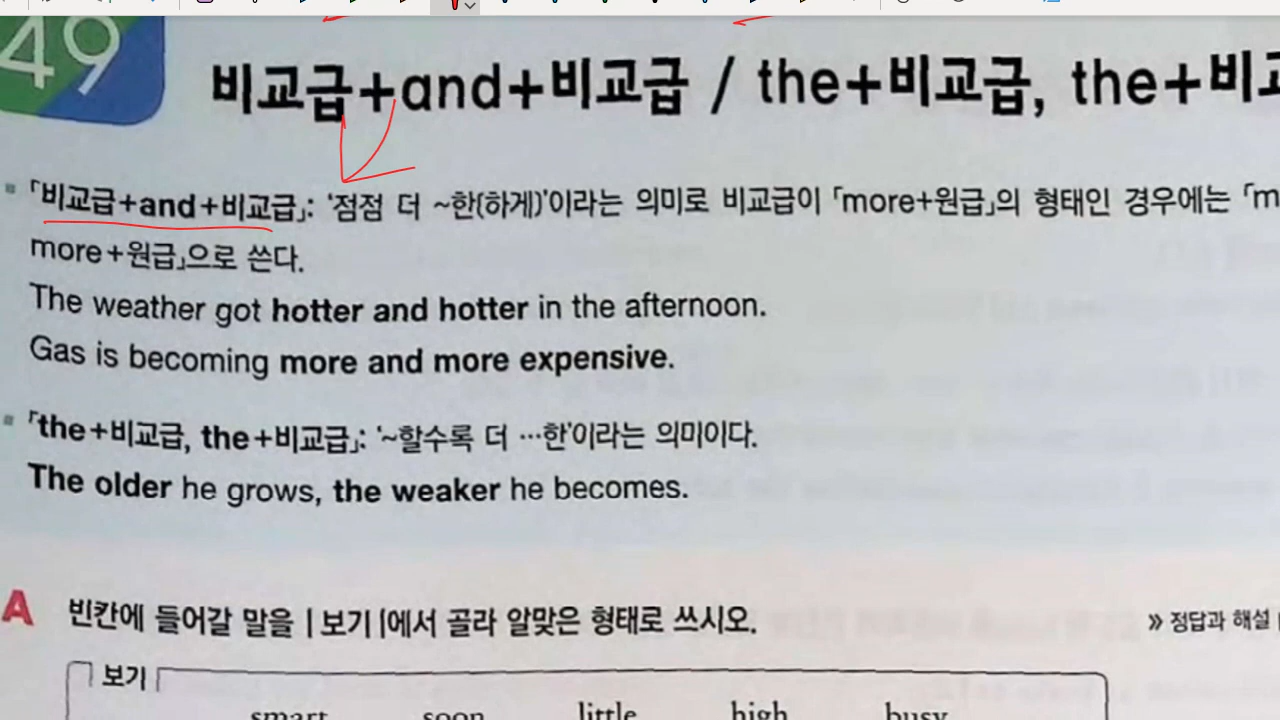 49
비교급+and+비교급 / the+비교급, the+
「비교급+and+비교급」: '점점 더 ~한(하게)'이라는 의미로 비교급이 「more+원급」의 형태인 경우에는
more+원급」으로 쓴다.
The weather got hotter and hotter in the afternoon.
Gas is becoming more and more expensive.
「the+비교급, the+비교급」: '~할수록 더 …한'이라는 의미이다.
The older he grows, the weaker he becomes.
A 빈칸에 들어갈 말을 | 보기 |에서 골라 알맞은 형태로 쓰시오.
» 정답과 해설
보기
smart soon little high busy